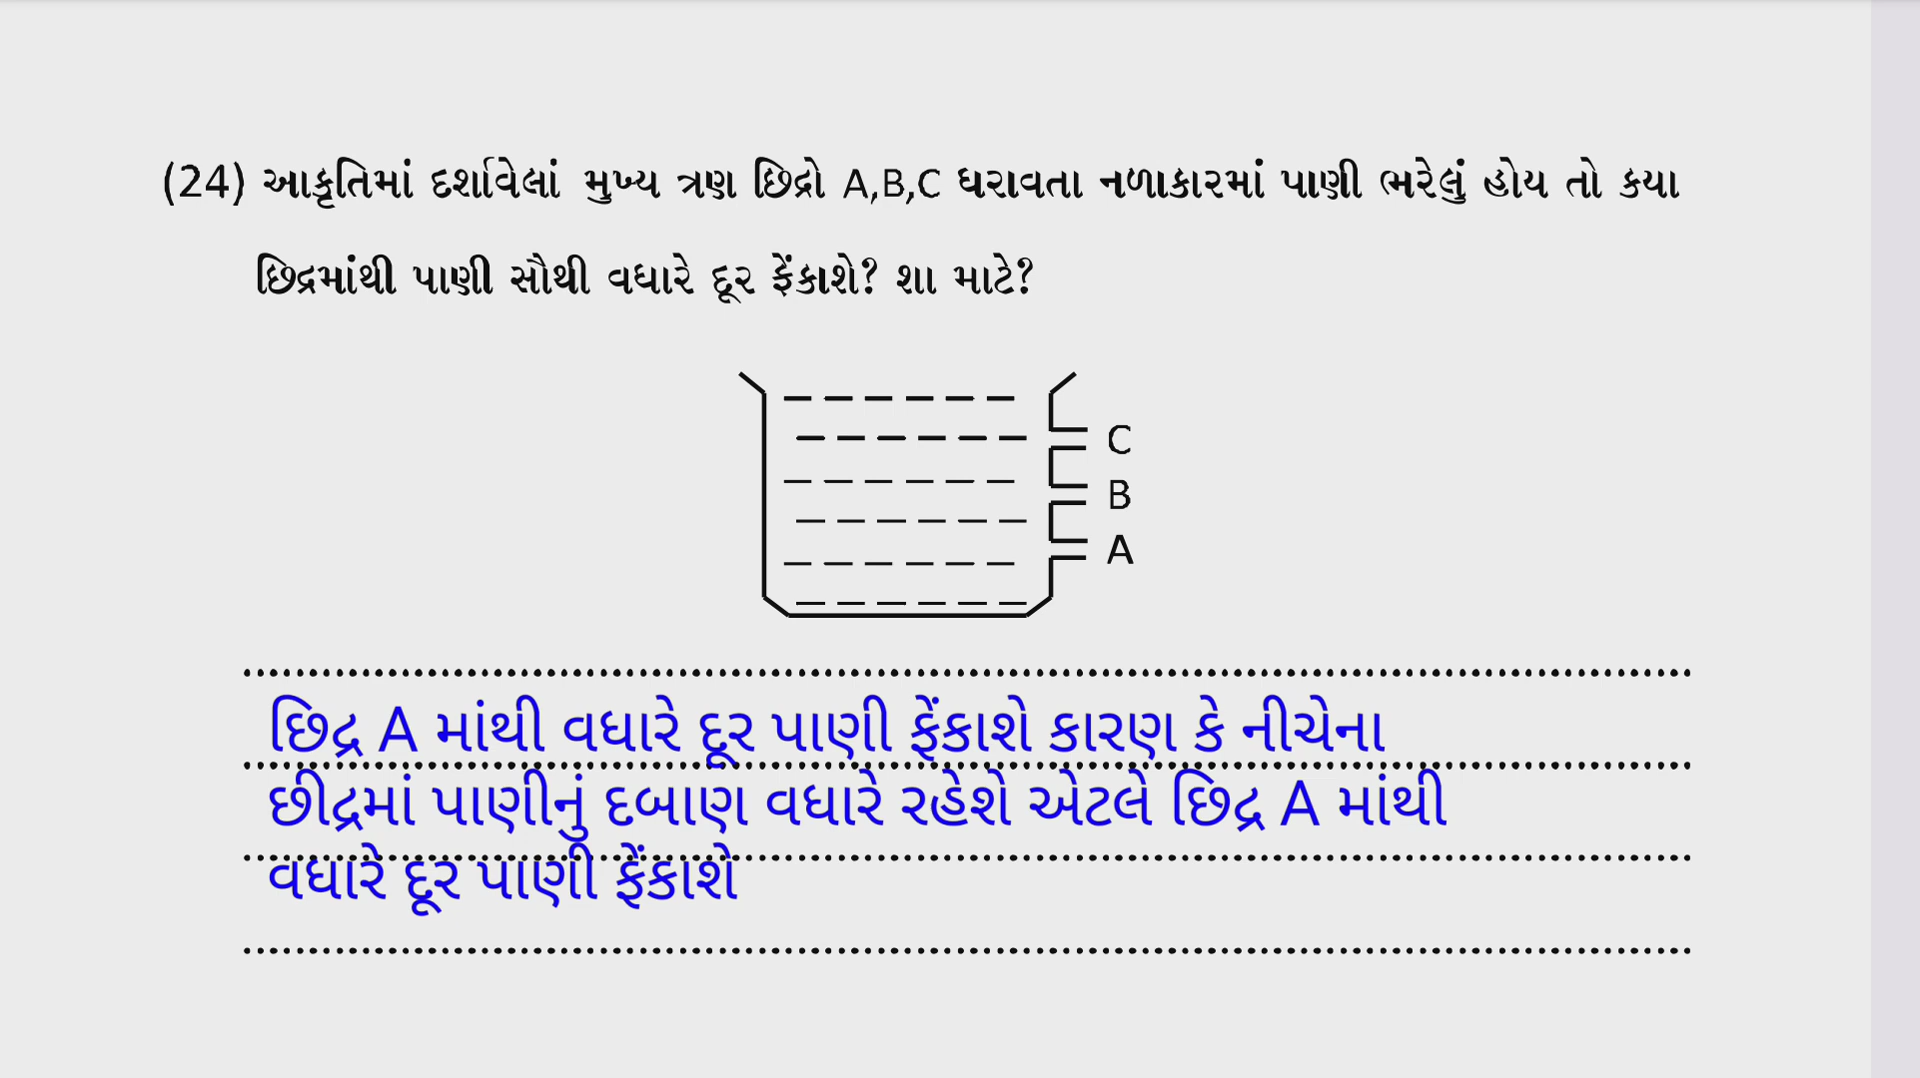 (24) આકૃતિમાં દર્શાવેલાં મુખ્ય ત્રણ છિદ્રો A,B,C ધરાવતા નળાકારમાં પાણી ભરેલું હોય તો કયા
છિદ્રમાંથી પાણી સૌથી વધારે દૂર ફેંકાશે? શા માટે?
C
B
A
છિદ્ર A માંથી વધારે દૂર પાણી ફેંકાશે કારણ કે નીચેના
છીદ્રમાં પાણીનું દબાણ વધારે રહેશે એટલે છિદ્ર A માંથી
વધારે દૂર પાણી ફેંકાશે